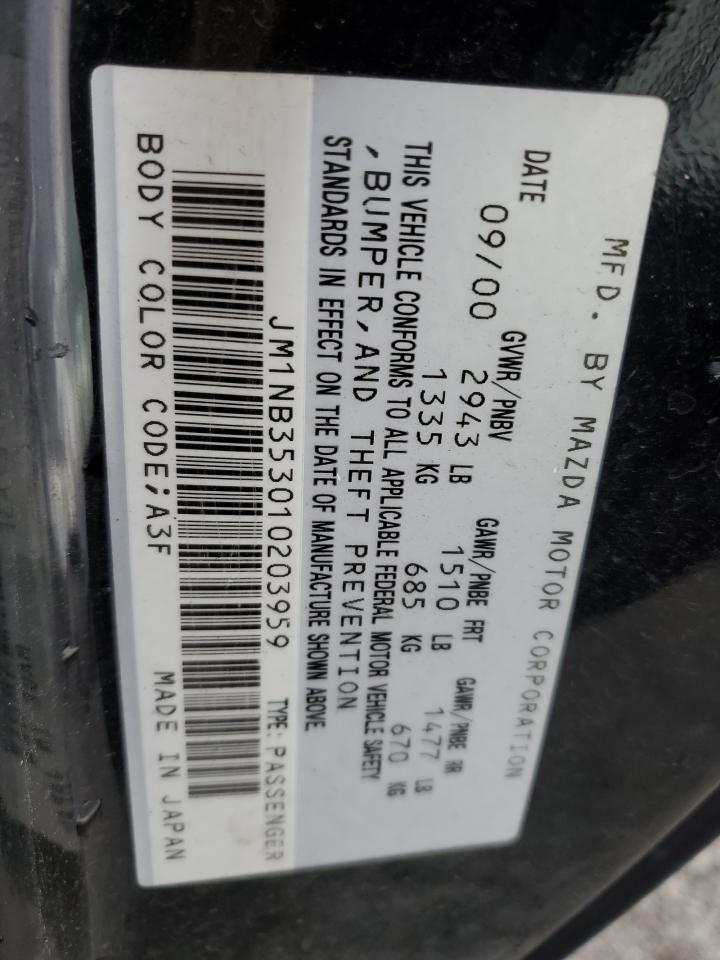 MFD. BY MAZDA MOTOR CORPORATION
DATE GVWR/PNBV GAWR/PNBE FRT GAWR/PNBE RR
09/00 2943 LB 1510 LB 1477 LB
1335 KG 685 KG 670 KG
THIS VEHICLE CONFORMS TO ALL APPLICABLE FEDERAL MOTOR VEHICLE SAFETY
, BUMPER, AND THEFT PREVENTION
STANDARDS IN EFFECT ON THE DATE OF MANUFACTURE SHOWN ABOVE
JM1NB353010203959 TYPE: PASSENGER
BODY COLOR CODE;A3F MADE IN JAPAN